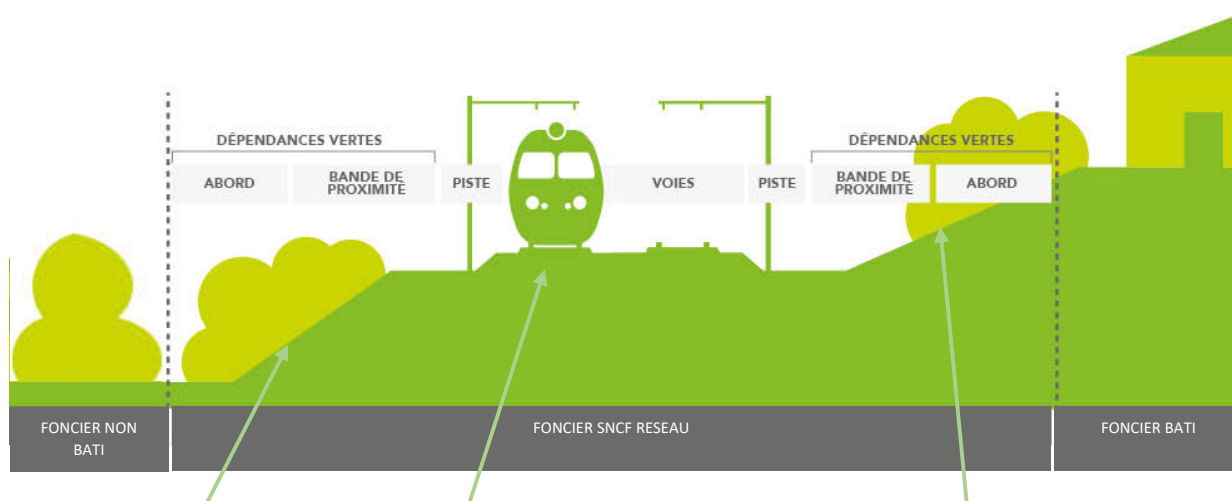 DÉPENDANCES VERTES
DÉPENDANCES VERTES
ABORD
BANDE DE
PROXIMITÉ
PISTE
VOIES
PISTE
BANDE DE
PROXIMITÉ
ABORD
FONCIER NON
BATI
FONCIER SNCF RESEAU
FONCIER BATI